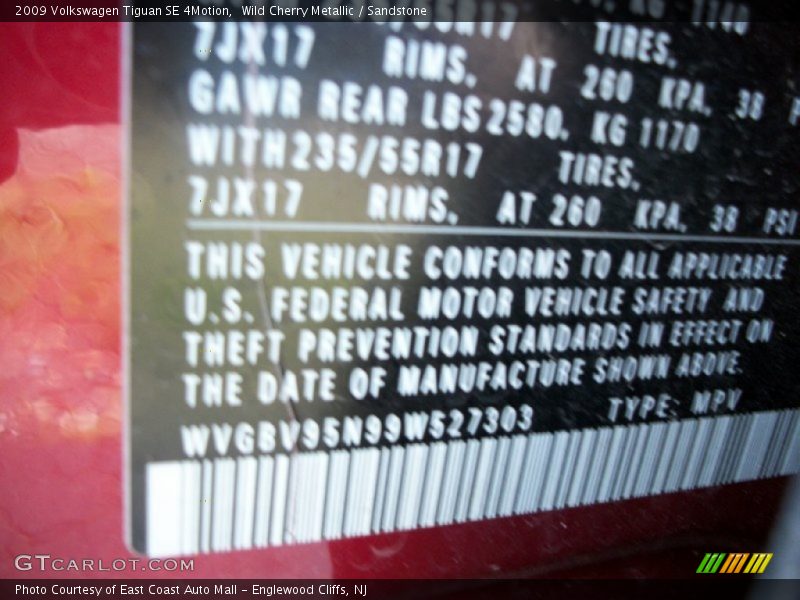 2009 Volkswagen Tiguan SE 4Motion, Wild Cherry Metallic / Sandstone
7JX17 RIMS. AT 260 KPA. 38
TIRES.
GAWR REAR LBS 2580. KG 1170
WITH 235/55R17 TIRES.
7JX17 RIMS. AT 260 KPA. 38 PSI
THIS VEHICLE CONFORMS TO ALL APPLICABLE
U.S. FEDERAL MOTOR VEHICLE SAFETY AND
THEFT PREVENTION STANDARDS IN EFFECT ON
THE DATE OF MANUFACTURE SHOWN ABOVE.
WVGBV95N99W527303 TYPE: MPV
GTCARLOT.COM
Photo Courtesy of East Coast Auto Mall – Englewood Cliffs, NJ